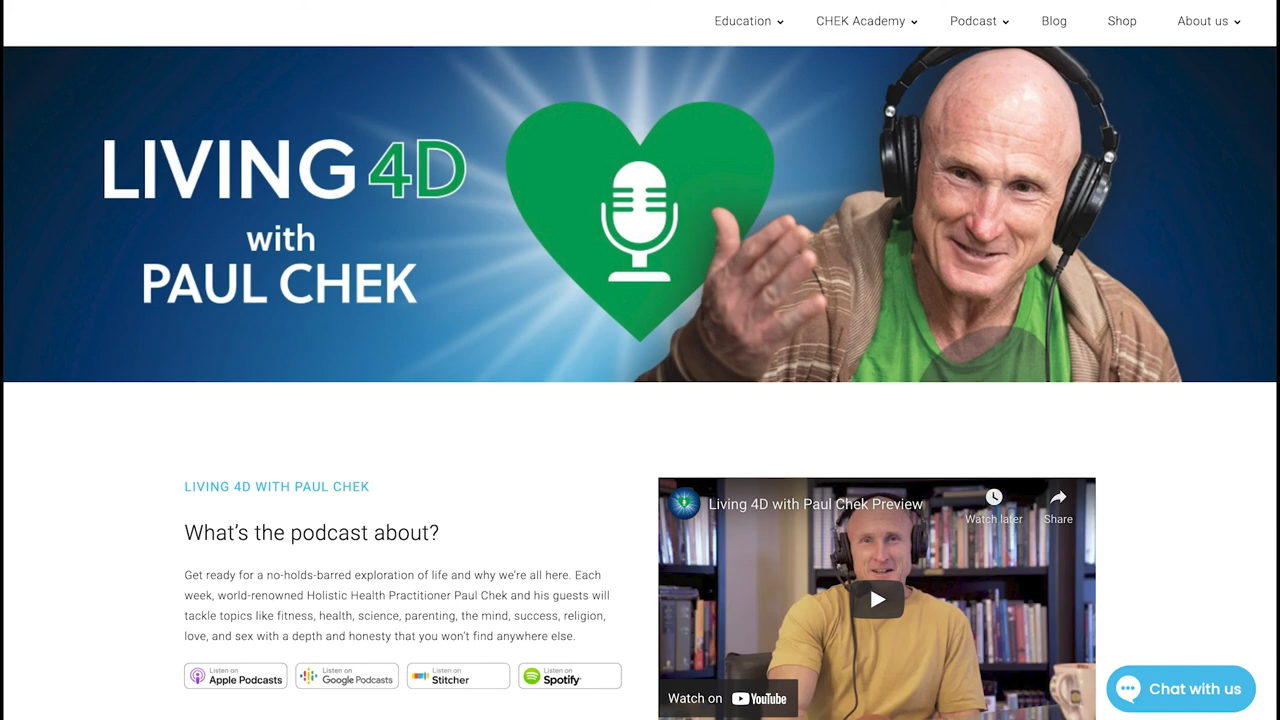 Education
CHEK Academy
Podcast
Blog
Shop
About us
LIVING 4D
with
PAUL CHEK
LIVING 4D WITH PAUL CHEK
What's the podcast about?
Get ready for a no-holds-barred exploration of life and why we're all here. Each
week, world-renowned Holistic Health Practitioner Paul Chek and his guests will
tackle topics like fitness, health, science, parenting, the mind, success, religion,
love, and sex with a depth and honesty that you won't find anywhere else.
Listen on
Apple Podcasts
Listen on
Google Podcasts
Listen on
Stitcher
Listen on
Spotify
Living 4D with Paul Chek Preview
Watch later
Share
Watch on YouTube
Chat with us